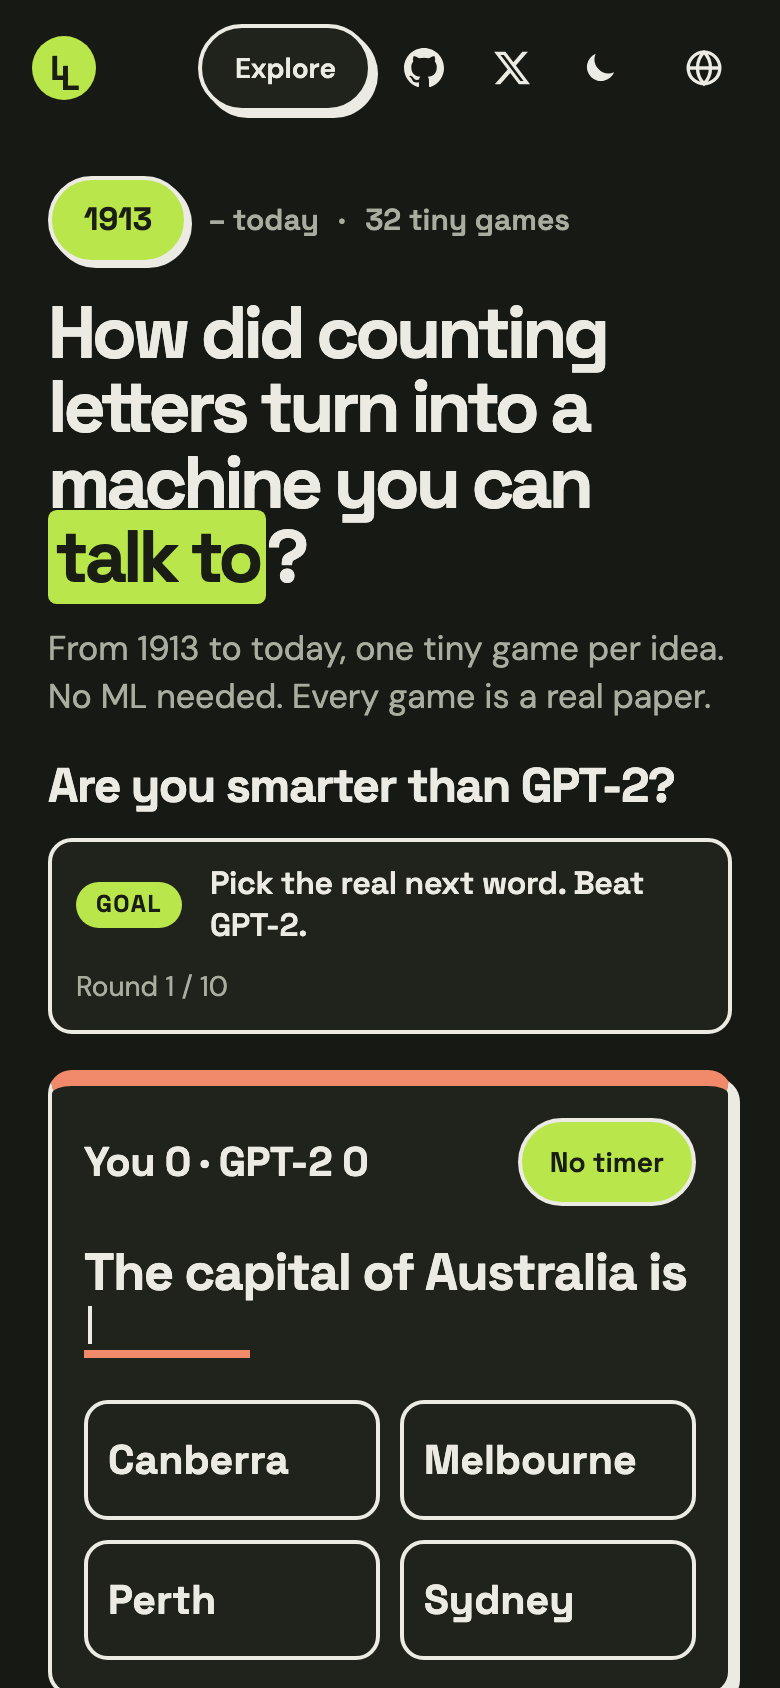 LL
Explore
1913 – today · 32 tiny games
How did counting
letters turn into a
machine you can
talk to?
From 1913 to today, one tiny game per idea.
No ML needed. Every game is a real paper.
Are you smarter than GPT-2?
GOAL Pick the real next word. Beat
GPT-2.
Round 1 / 10
You 0 · GPT-2 0 No timer
The capital of Australia is
Canberra Melbourne
Perth Sydney